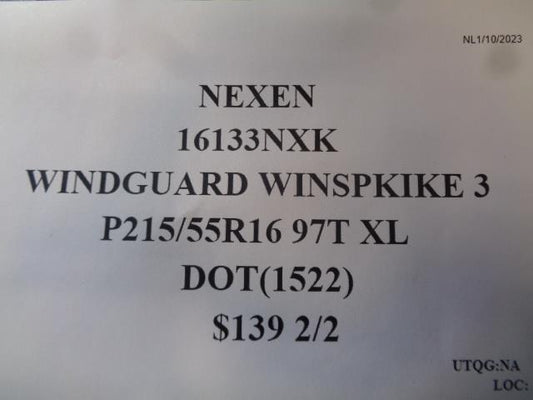 NL1/10/2023
NEXEN
16133NXK
WINDGUARD WINSPKIKE 3
P215/55R16 97T XL
DOT(1522)
$139 2/2
UTQG:NA
LOC: